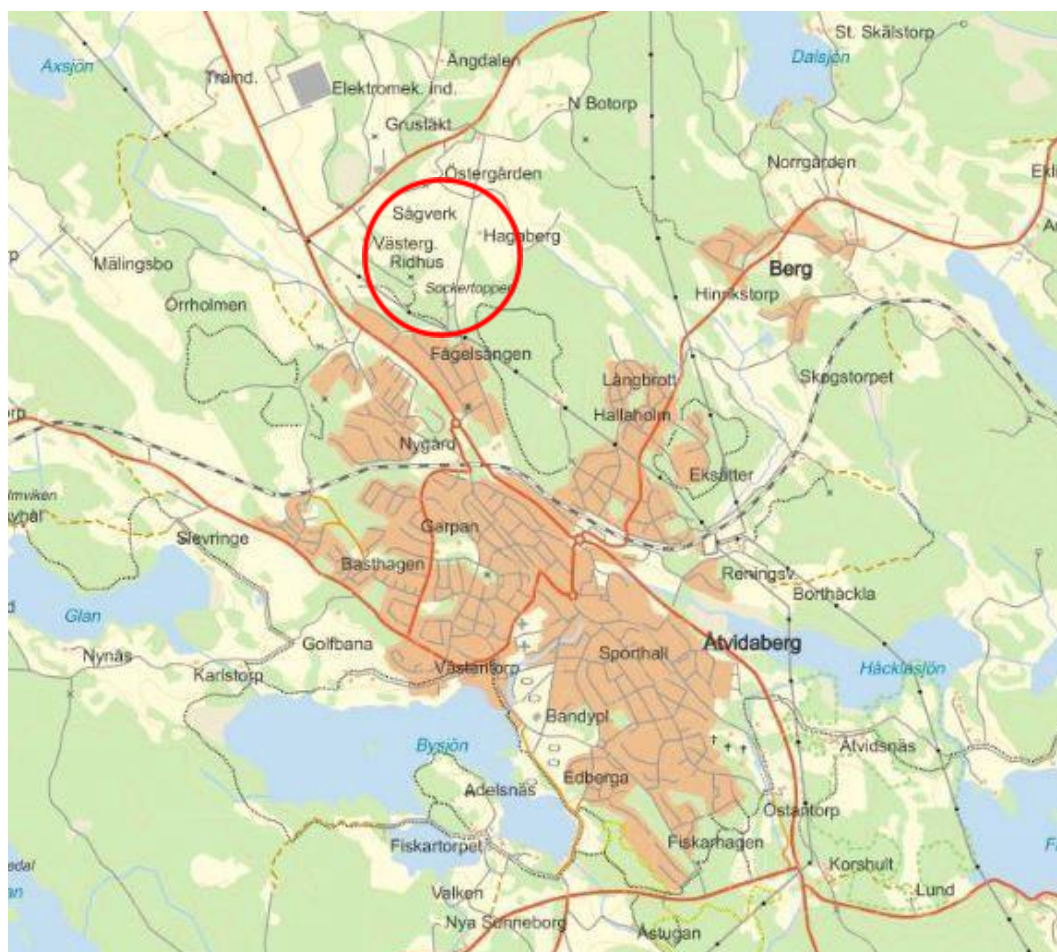 St. Skälstorp
Axsjön
Ängdalen
Dalsjön
Träind.
Elektromek. ind.
N Botorp
Grustäkt
Norrgården
Östergården
Sågverk
Hagaberg
Västerg.
Ridhus
Mälingsbo
Berg
Sockertoppen
Hinrikstorp
Örrholmen
Fågelsången
Långbrott
Skogstorpet
Hallaholm
Nygård
Eksätter
Slevringe
Garpan
Basthagen
Reningsv.
Borthäckla
Glan
Golfbana
Nynäs
Sporthall
Åtvidaberg
Karlstorp
Västantorp
Häcklasjön
Bandypl.
Bysjön
Åtvidsnäs
Edberga
Adelsnäs
Östantorp
Fiskartorpet
Fiskarhagen
Korshult
Valken
Lund
Nya Sunneborg
Åstugan